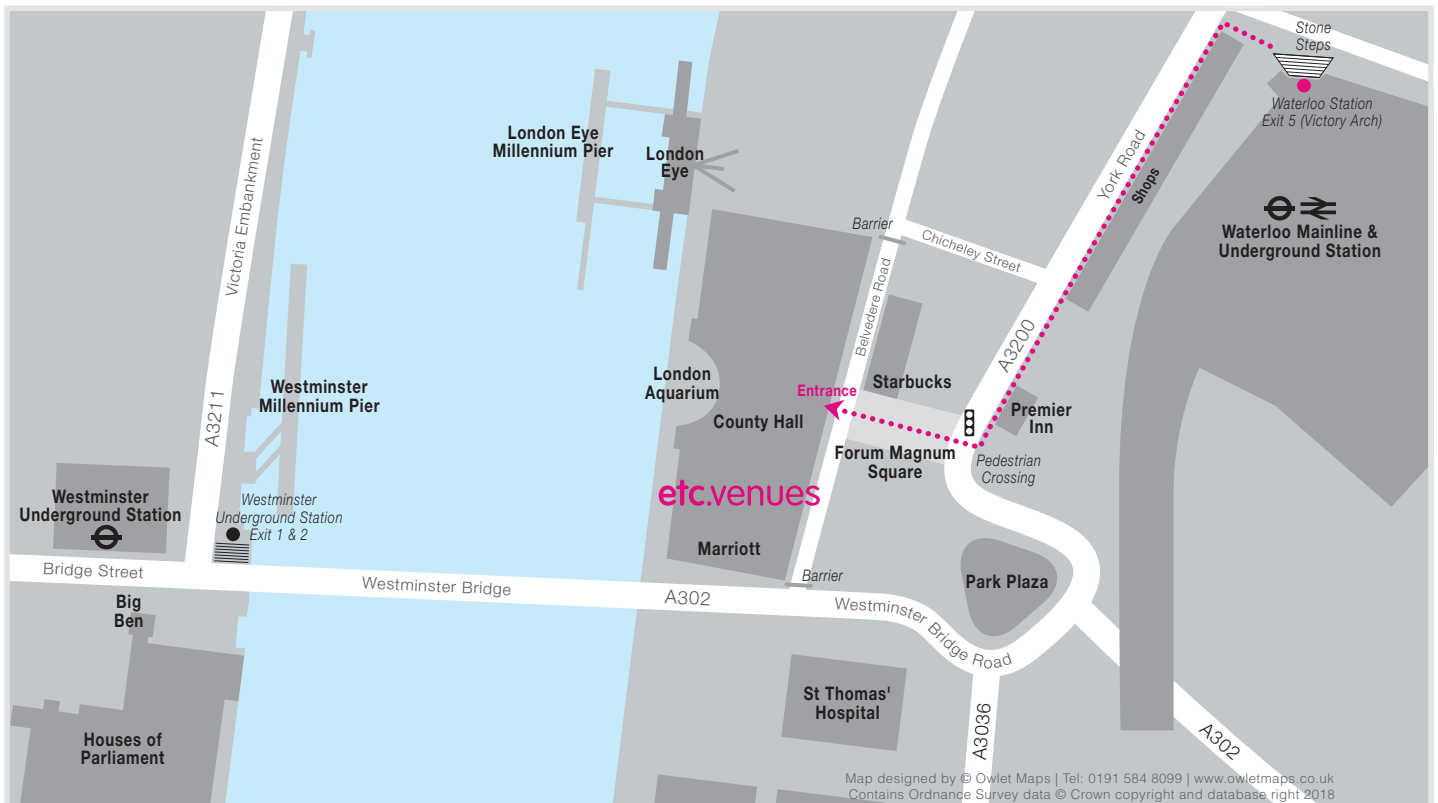 Stone
Steps
Waterloo Station
Exit 5 (Victory Arch)
London Eye
Millennium Pier
London
Eye
Victoria Embankment
York Road
Shops
Waterloo Mainline &
Underground Station
Barrier
Chicheley Street
Belvedere Road
A3200
Westminster
Millennium Pier
London
Aquarium
Entrance
Starbucks
County Hall
Premier
Inn
A3211
Forum Magnum
Square
Pedestrian
Crossing
Westminster
Underground Station
Westminster
Underground Station
Exit 1 & 2
etc.venues
Marriott
Bridge Street
Westminster Bridge
A302
Barrier
Park Plaza
Westminster Bridge Road
Big
Ben
St Thomas'
Hospital
Houses of
Parliament
A3036
A302
Map designed by © Owlet Maps | Tel: 0191 584 8099 | www.owletmaps.co.uk
Contains Ordnance Survey data © Crown copyright and database right 2018